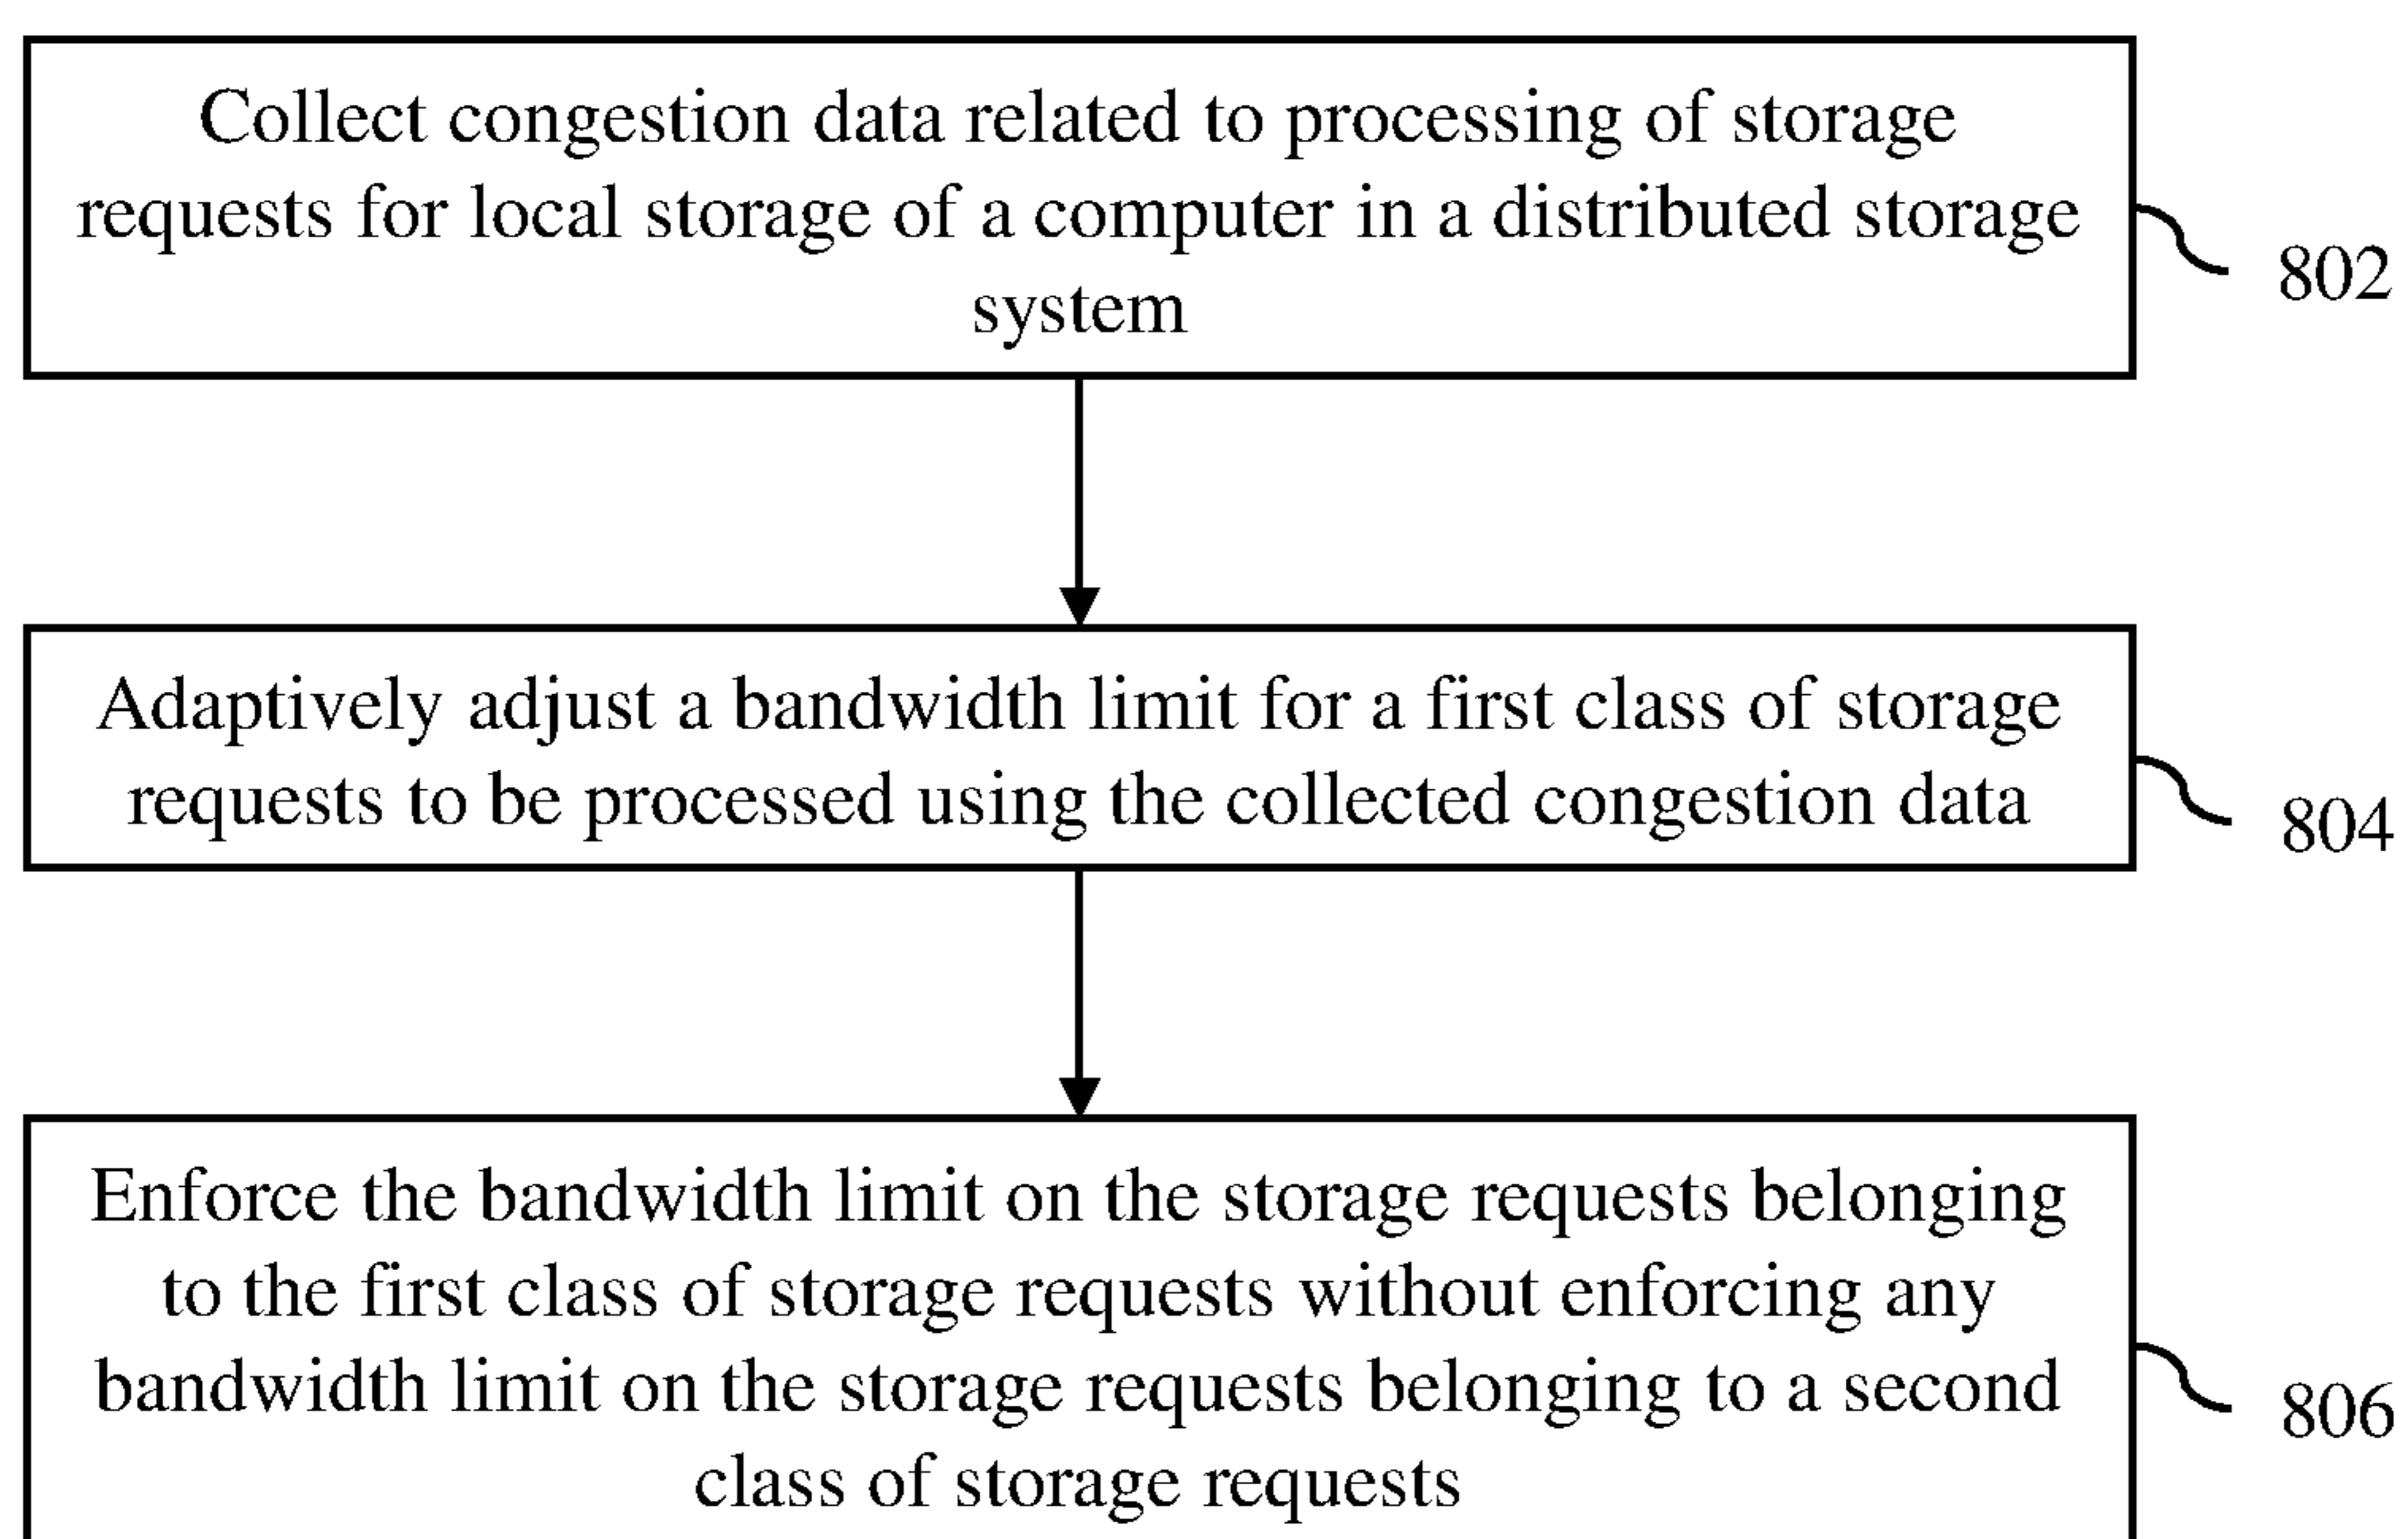 Collect congestion data related to processing of storage
requests for local storage of a computer in a distributed storage
system
802
Adaptively adjust a bandwidth limit for a first class of storage
requests to be processed using the collected congestion data
804
Enforce the bandwidth limit on the storage requests belonging
to the first class of storage requests without enforcing any
bandwidth limit on the storage requests belonging to a second
class of storage requests
806